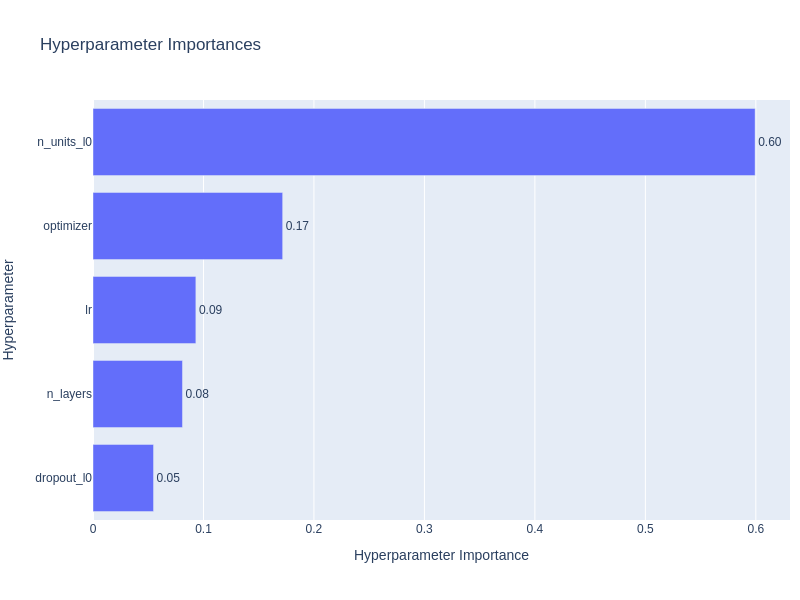 Hyperparameter Importances
n_units_l0
0.60
optimizer
0.17
lr
0.09
n_layers
0.08
dropout_l0
0.05
0
0.1
0.2
0.3
0.4
0.5
0.6
Hyperparameter Importance
Hyperparameter